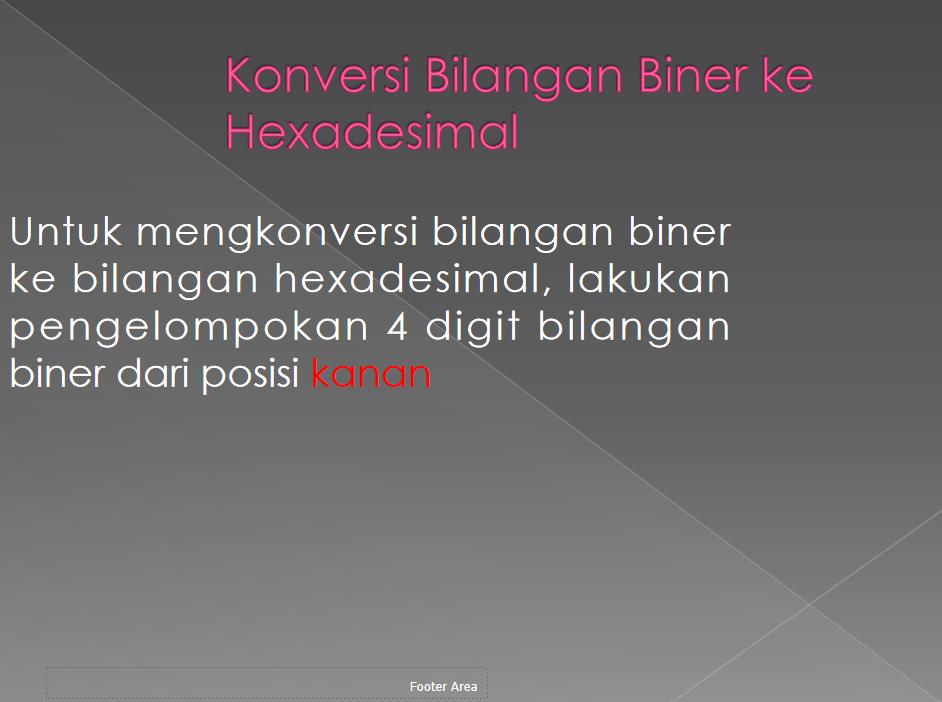 Konversi Bilangan Biner ke
Hexadesimal
Untuk mengkonversi bilangan biner
ke bilangan hexadesimal, lakukan
pengelompokan 4 digit bilangan
biner dari posisi kanan
Footer Area